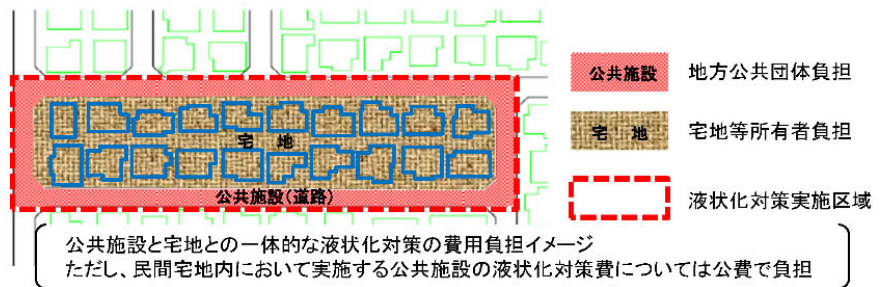 公共施設 地方公共団体負担
宅 地 宅地等所有者負担
液状化対策実施区域
宅 地
公共施設(道路)
公共施設と宅地との一体的な液状化対策の費用負担イメージ
ただし、民間宅地内において実施する公共施設の液状化対策費については公費で負担